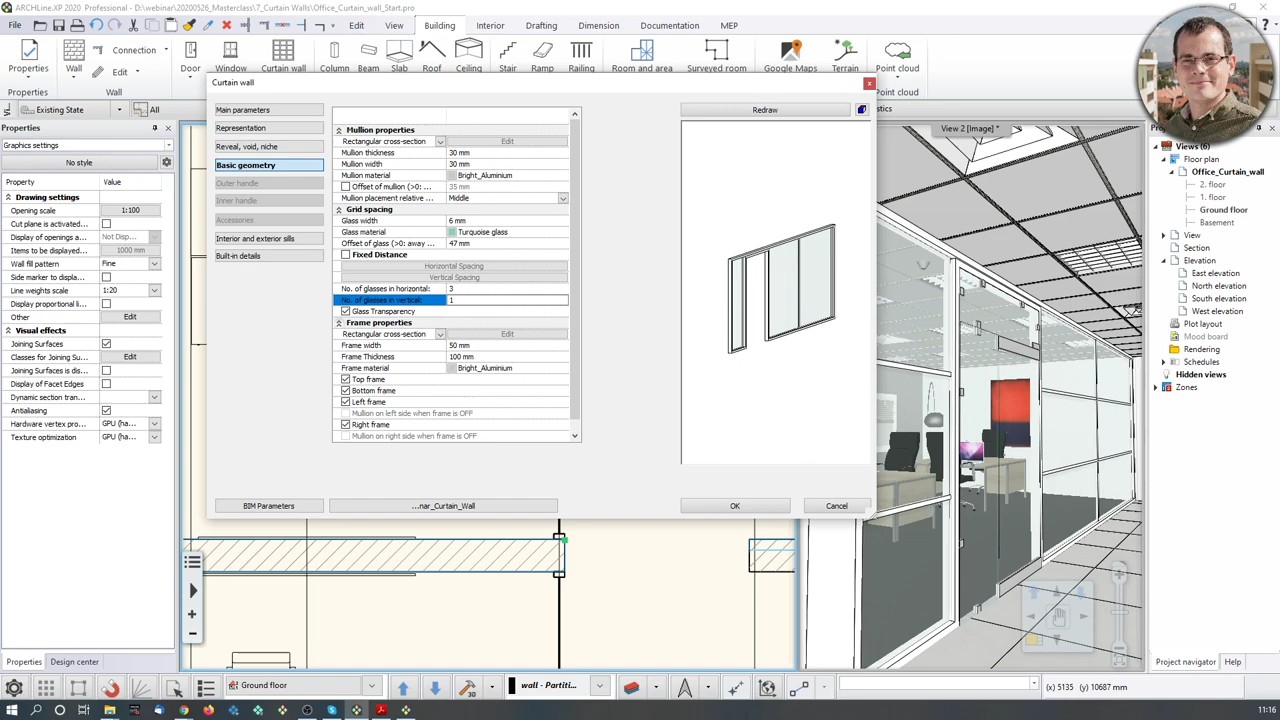 ARCHLine.XP 2020 Professional - D:\webinar\20200526_Masterclass\7_Curtain Walls\Office_Curtain_wall_Start.pro
Edit View Building Interior Drafting Dimension Documentation MEP
Connection
Edit
Properties Wall Door Window Curtain wall Column Beam Slab Roof Ceiling Stair Ramp Railing Room and area Surveyed room Google Maps Terrain Point cloud
Properties Wall Point cloud
Existing State All
Properties
Graphics settings
No style
Property Value
Drawing settings
Opening scale 1:100
Cut plane is activated...
Display of openings a... Not Disp...
Items to be displayed... 1000 mm
Wall fill pattern Fine
Side marker to displa...
Line weights scale 1:20
Display proportional li...
Other Edit
Visual effects
Joining Surfaces
Classes for Joining Su... Edit
Joining Surfaces is di...
Display of Facet Edges
Dynamic section tran...
Antialiasing
Hardware vertex pro... GPU (ha...
Texture optimization GPU (ha...
Properties Design center
Curtain wall
Main parameters
Representation
Reveal, void, niche
Basic geometry
Outer handle
Inner handle
Accessories
Interior and exterior sills
Built-in details
Mullion properties
Rectangular cross-section Edit
Mullion thickness 30 mm
Mullion width 30 mm
Mullion material Bright_Aluminium
Offset of mullion (>0: ... 35 mm
Mullion placement relative ... Middle
Grid spacing
Glass width 6 mm
Glass material Turquoise glass
Offset of glass (>0: away ... 47 mm
Fixed Distance
Horizontal Spacing
Vertical Spacing
No. of glasses in horizontal: 3
No. of glasses in vertical: 1
Glass Transparency
Frame properties
Rectangular cross-section Edit
Frame width 50 mm
Frame Thickness 100 mm
Frame material Bright_Aluminium
Top frame
Bottom frame
Left frame
Mullion on left side when frame is OFF
Right frame
Mullion on right side when frame is OFF
Redraw
BIM Parameters ...nar_Curtain_Wall OK Cancel
View 2 [Image] *
Views (6)
Floor plan
Office_Curtain_wall
2. floor
1. floor
Ground floor
Basement
View
Section
Elevation
East elevation
North elevation
South elevation
West elevation
Plot layout
Mood board
Rendering
Schedules
Hidden views
Zones
Project navigator Help
Ground floor wall - Partiti... (x) 5135 (y) 10687 mm
11:16